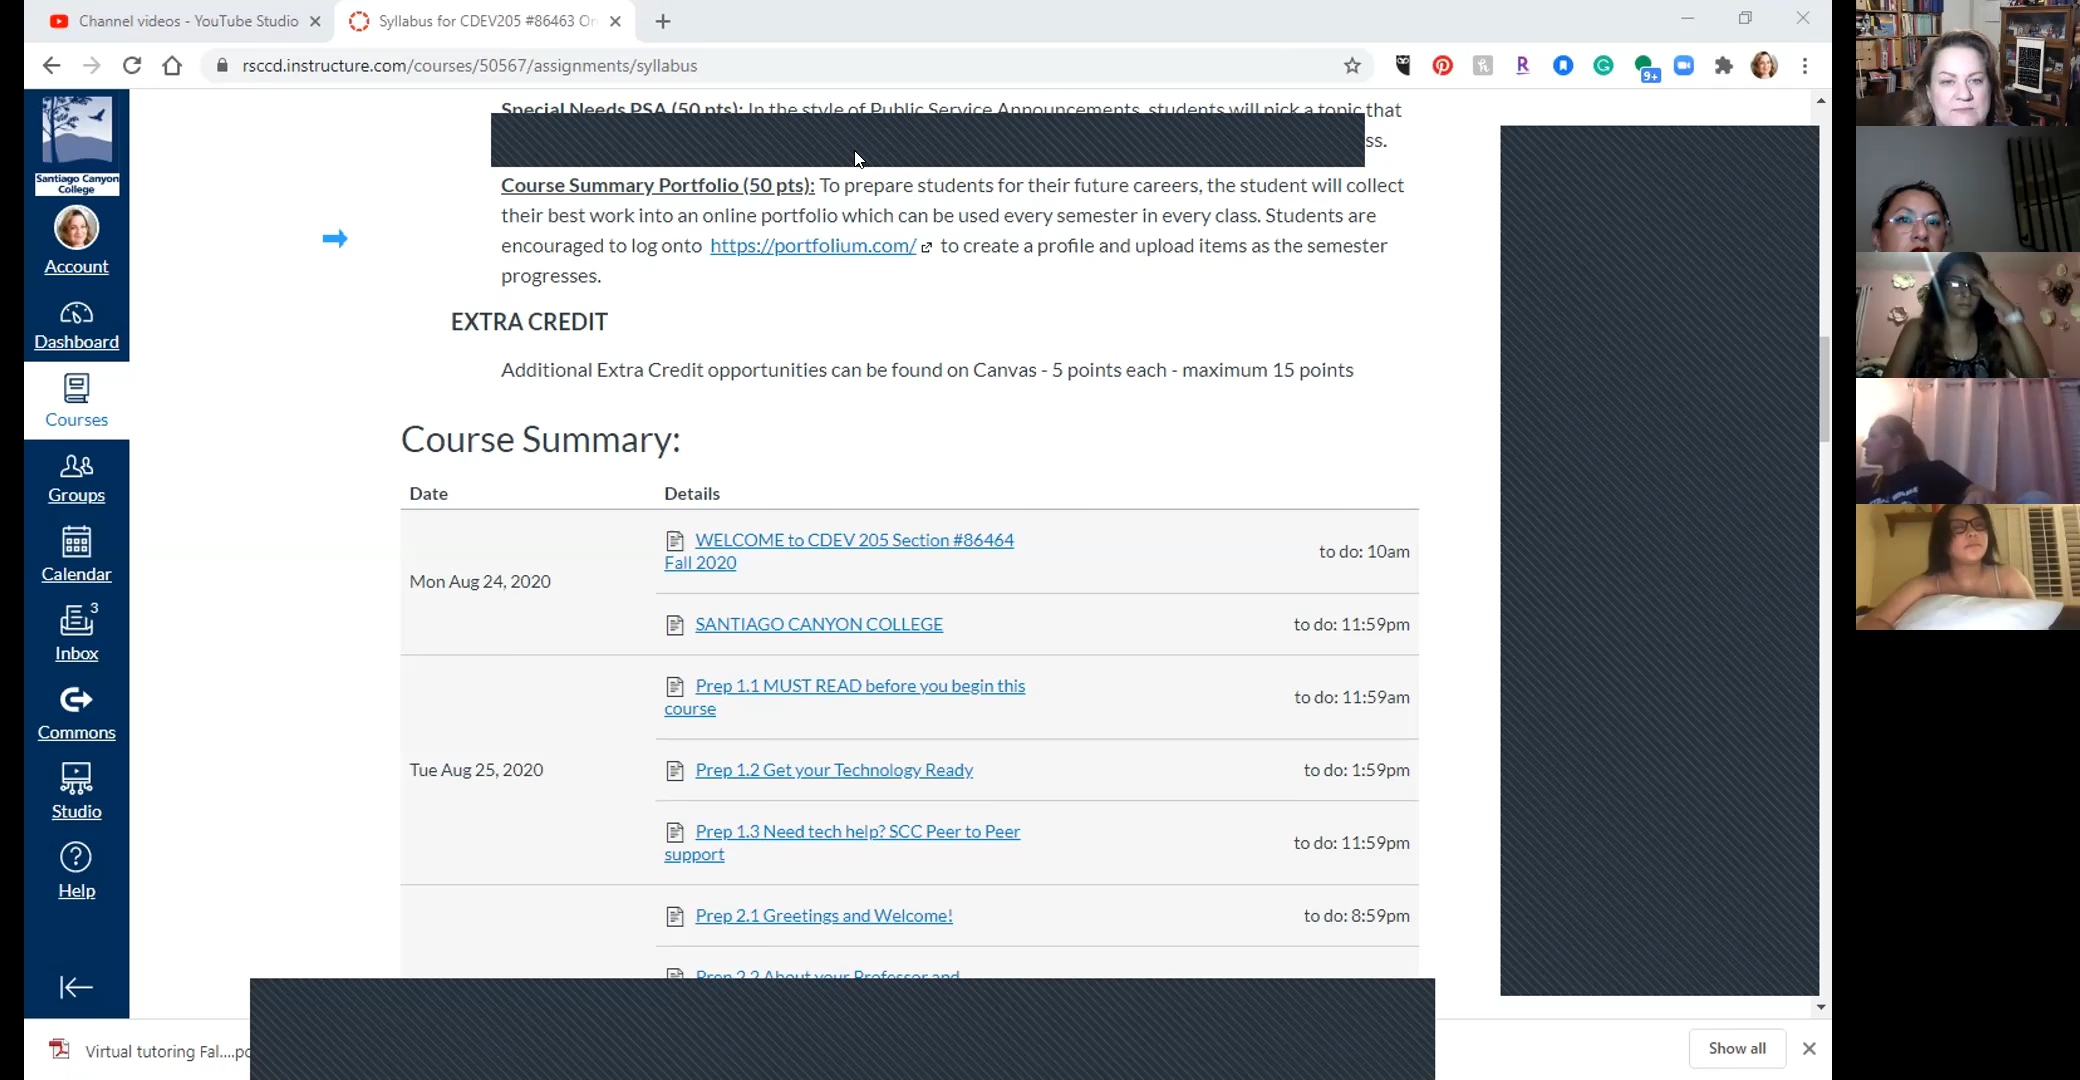 Channel videos - YouTube Studio
Syllabus for CDEV205 #86463 On
rsccd.instructure.com/courses/50567/assignments/syllabus
9+
Santiago Canyon
College
Account
Dashboard
Courses
Groups
Calendar
3
Inbox
Commons
Studio
Help
Special Needs PSA (50 pts): In the style of Public Service Announcements, students will pick a topic that
ss.
Course Summary Portfolio (50 pts): To prepare students for their future careers, the student will collect
their best work into an online portfolio which can be used every semester in every class. Students are
encouraged to log onto https://portfolium.com/ to create a profile and upload items as the semester
progresses.
EXTRA CREDIT
Additional Extra Credit opportunities can be found on Canvas - 5 points each - maximum 15 points
Course Summary:
Date Details
Mon Aug 24, 2020
WELCOME to CDEV 205 Section #86464
Fall 2020
to do: 10am
SANTIAGO CANYON COLLEGE to do: 11:59pm
Tue Aug 25, 2020
Prep 1.1 MUST READ before you begin this
course
to do: 11:59am
Prep 1.2 Get your Technology Ready to do: 1:59pm
Prep 1.3 Need tech help? SCC Peer to Peer
support
to do: 11:59pm
Prep 2.1 Greetings and Welcome! to do: 8:59pm
Prep 2.2 About your Professor and
Virtual tutoring Fal....pd
Show all